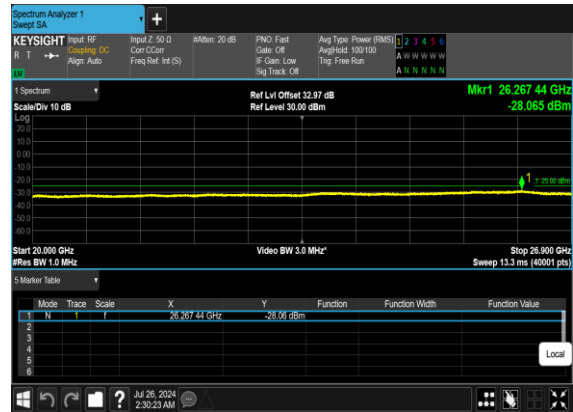 Spectrum Analyzer 1
Swept SA
+
KEYSIGHT Input: RF Input Z: 50 Ω #Atten: 20 dB PNO: Fast Avg Type: Power (RMS) 1 2 3 4 5 6
R T Coupling: DC Corr CCorr Gate: Off Avg|Hold: 100/100 A W W W W W
Align: Auto Freq Ref: Int (S) IF Gain: Low Trig: Free Run
Sig Track: Off A N N N N N
LXI
1 Spectrum Ref Lvl Offset 32.97 dB Mkr1 26.267 44 GHz
Scale/Div 10 dB Ref Level 30.00 dBm -28.065 dBm
Log
20.0
10.0
0.00
-10.0
-20.0 1
-30.0
-40.0
-50.0
-60.0
Start 20.000 GHz Video BW 3.0 MHz* Stop 26.900 GHz
#Res BW 1.0 MHz Sweep 13.3 ms (40001 pts)
5 Marker Table
Mode Trace Scale X Y Function Function Width Function Value
1 N 1 f 26.267 44 GHz -28.06 dBm
2
3
4
5
6
Local
? Jul 26, 2024
2:30:23 AM